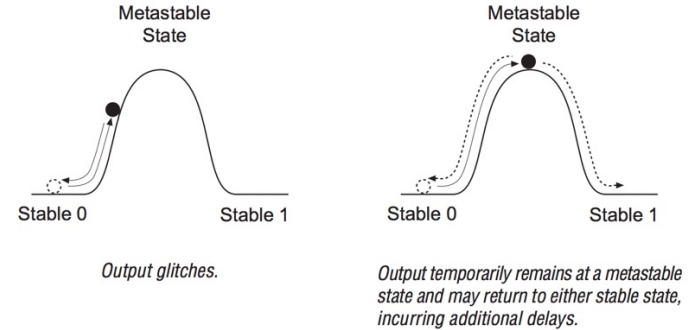 Metastable
State
Stable 0
Stable 1
Output glitches.
Metastable
State
Stable 0
Stable 1
Output temporarily remains at a metastable
state and may return to either stable state,
incurring additional delays.